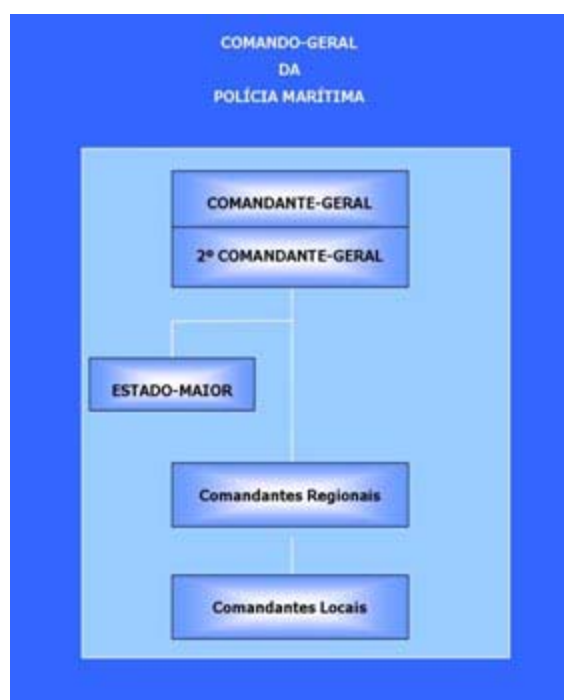 COMANDO-GERAL
DA
POLÍCIA MARÍTIMA
COMANDANTE-GERAL
2º COMANDANTE-GERAL
ESTADO-MAIOR
Comandantes Regionais
Comandantes Locais